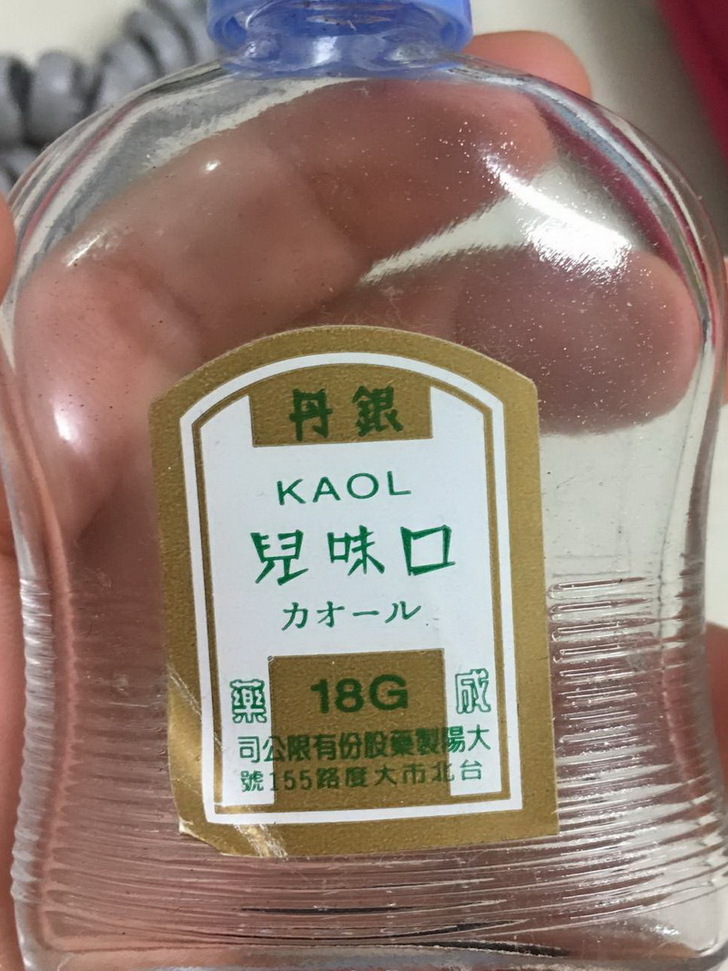 銀丹
KAOL
口味兒
カオール
成藥
18G
大陽製藥股份有限公司
台北市大度路155號